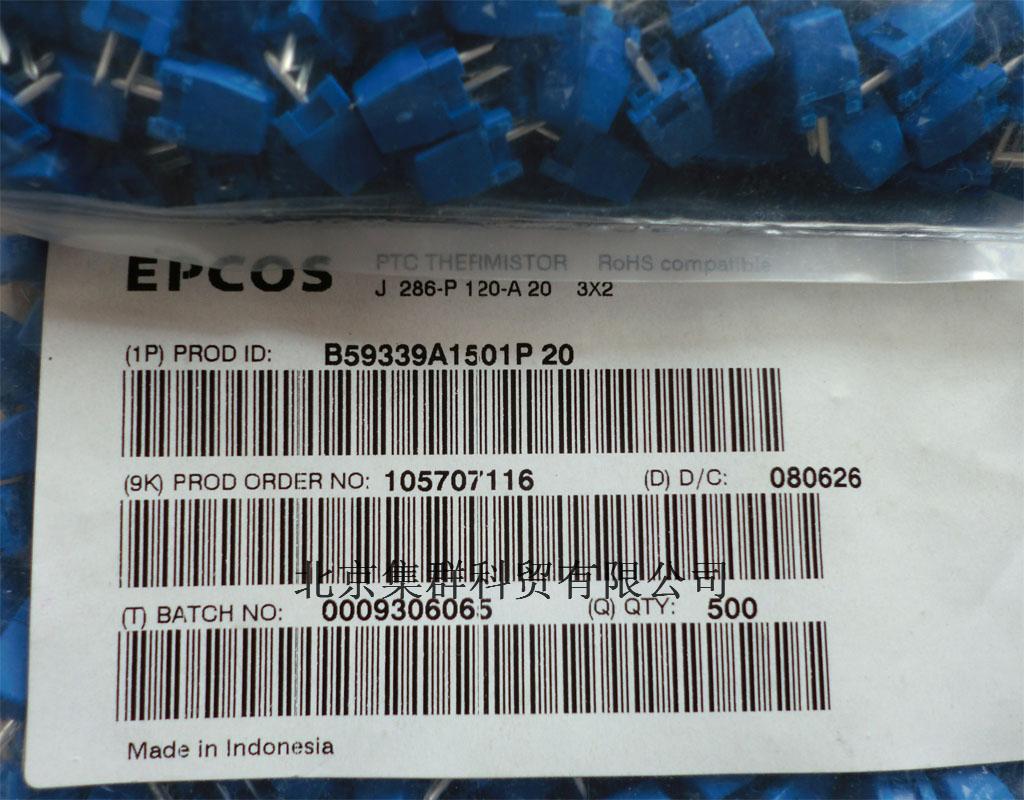 EPCOS PTC THERMISTOR RoHS compatible
J 286-P 120-A 20 3X2
(1P) PROD ID: B59339A1501P 20
(9K) PROD ORDER NO: 105707116 (D) D/C: 080626
北京集群科贸有限公司
(T) BATCH NO: 0009306065 (Q) QTY: 500
Made in Indonesia